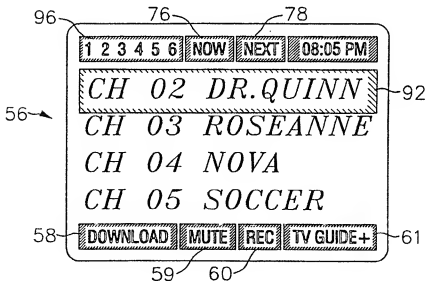 96 76 78
1 2 3 4 5 6 NOW NEXT 08:05 PM
CH 02 DR.QUINN 92
56 CH 03 ROSEANNE
CH 04 NOVA
CH 05 SOCCER
58 DOWNLOAD MUTE REC TV GUIDE+ 61
59 60